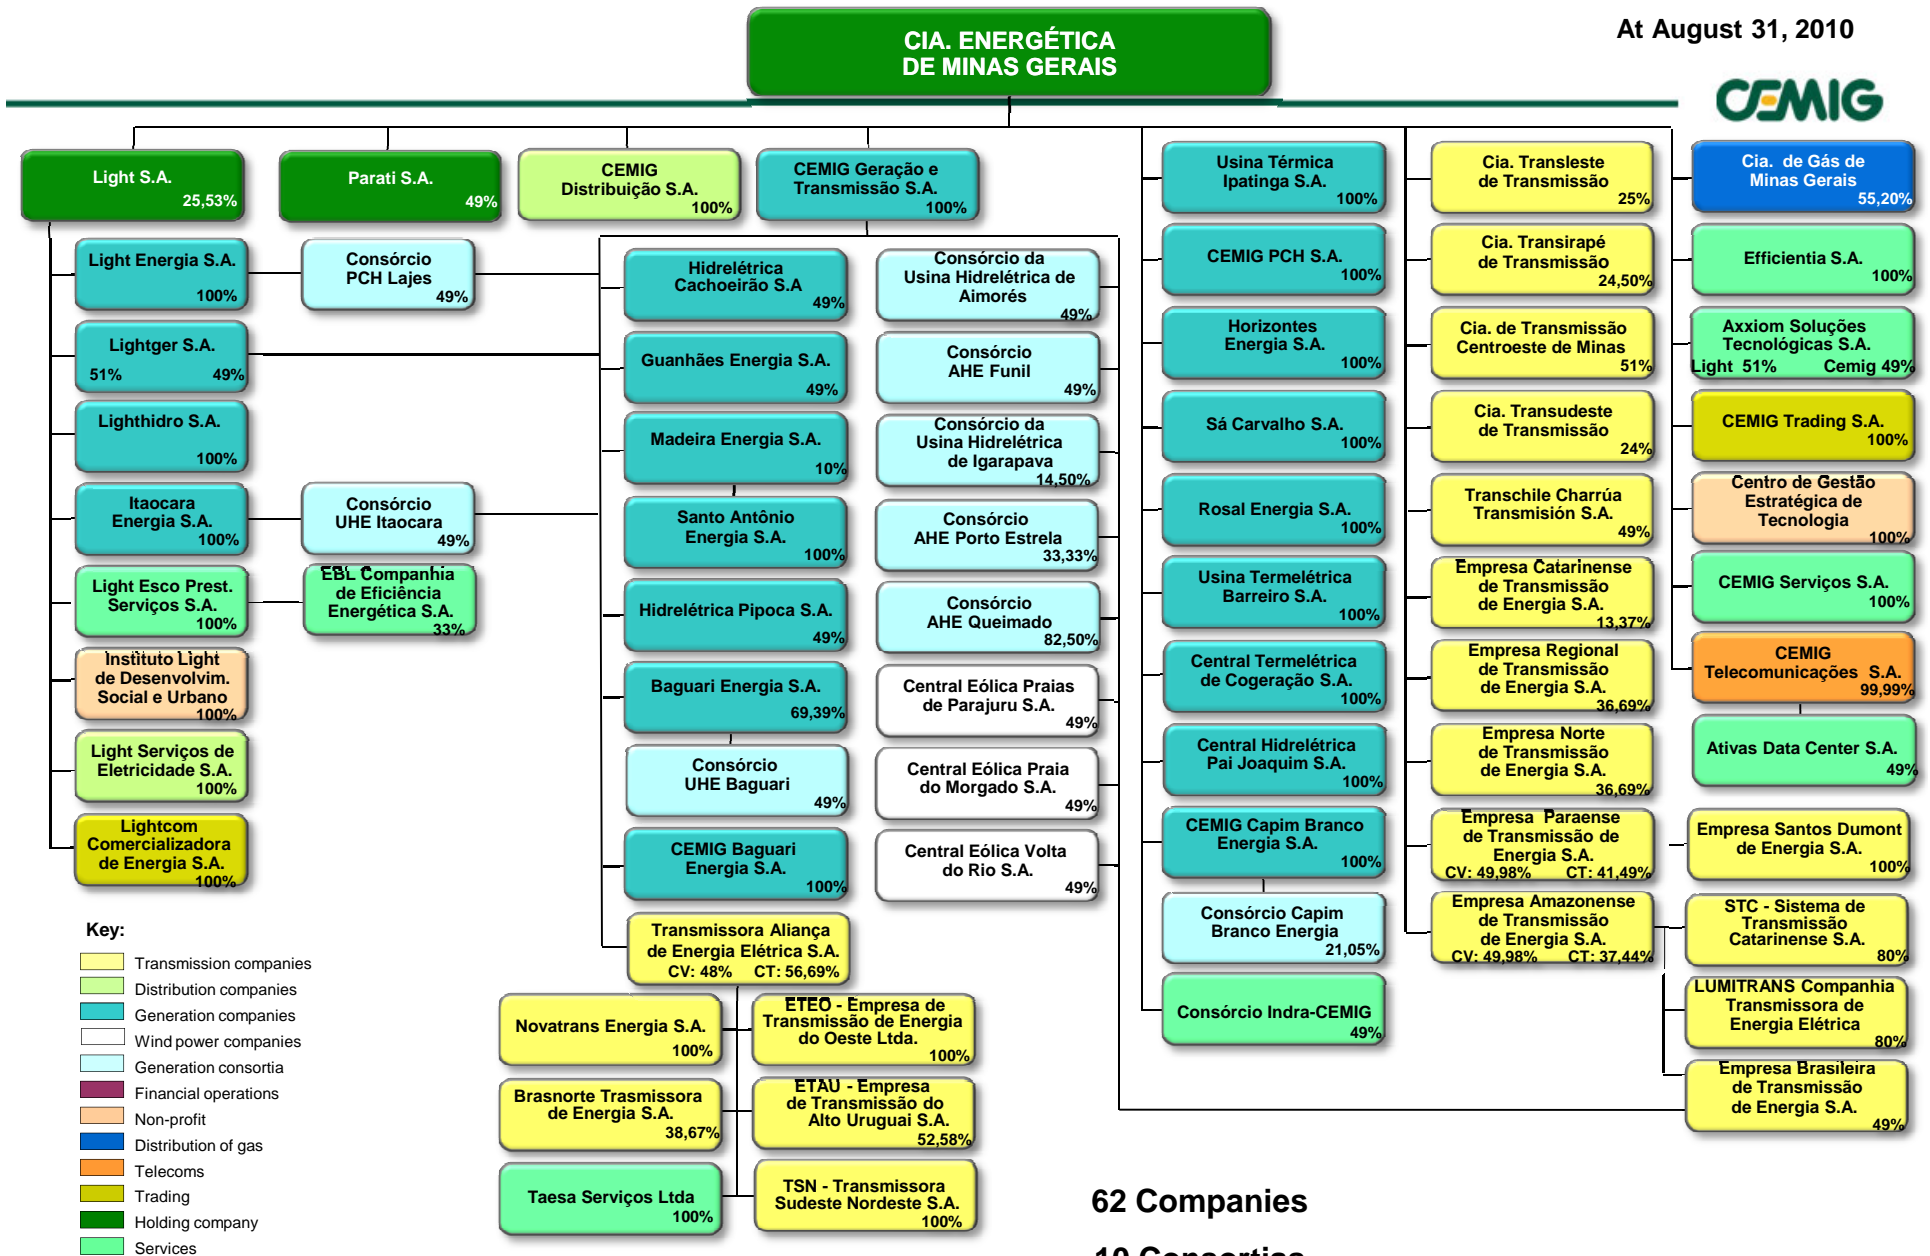 CIA. ENERGÉTICA
DE MINAS GERAIS
At August 31, 2010
CEMIG
Light S.A.
25,53%
Parati S.A.
49%
CEMIG
Distribuição S.A.
100%
CEMIG Geração e
Transmissão S.A.
100%
Light Energia S.A.
100%
Consórcio
PCH Lajes
49%
Lightger S.A.
51% 49%
Lighthidro S.A.
100%
Itaocara
Energia S.A.
100%
Consórcio
UHE Itaocara
49%
Light Esco Prest.
Serviços S.A.
100%
EBL Companhia
de Eficiência
Energética S.A.
33%
Instituto Light
de Desenvolvim.
Social e Urbano
100%
Light Serviços de
Eletricidade S.A.
100%
Lightcom
Comercializadora
de Energia S.A.
100%
Hidrelétrica
Cachoeirão S.A
49%
Guanhães Energia S.A.
49%
Madeira Energia S.A.
10%
Santo Antônio
Energia S.A.
100%
Hidrelétrica Pipoca S.A.
49%
Baguari Energia S.A.
69,39%
Consórcio
UHE Baguari
49%
CEMIG Baguari
Energia S.A.
100%
Transmissora Aliança
de Energia Elétrica S.A.
CV: 48% CT: 56,69%
Novatrans Energia S.A.
100%
ETEO - Empresa de
Transmissão de Energia
do Oeste Ltda.
100%
Brasnorte Trasmissora
de Energia S.A.
38,67%
ETAU - Empresa
de Transmissão do
Alto Uruguai S.A.
52,58%
Taesa Serviços Ltda
100%
TSN - Transmissora
Sudeste Nordeste S.A.
100%
Consórcio da
Usina Hidrelétrica de
Aimorés
49%
Consórcio
AHE Funil
49%
Consórcio da
Usina Hidrelétrica
de Igarapava
14,50%
Consórcio
AHE Porto Estrela
33,33%
Consórcio
AHE Queimado
82,50%
Central Eólica Praias
de Parajuru S.A.
49%
Central Eólica Praia
do Morgado S.A.
49%
Central Eólica Volta
do Rio S.A.
49%
Usina Térmica
Ipatinga S.A.
100%
CEMIG PCH S.A.
100%
Horizontes
Energia S.A.
100%
Sá Carvalho S.A.
100%
Rosal Energia S.A.
100%
Usina Termelétrica
Barreiro S.A.
100%
Central Termelétrica
de Cogeração S.A.
100%
Central Hidrelétrica
Pai Joaquim S.A.
100%
CEMIG Capim Branco
Energia S.A.
100%
Consórcio Capim
Branco Energia
21,05%
Consórcio Indra-CEMIG
49%
Cia. Transleste
de Transmissão
25%
Cia. Transirapé
de Transmissão
24,50%
Cia. de Transmissão
Centroeste de Minas
51%
Cia. Transudeste
de Transmissão
24%
Transchile Charrúa
Transmisión S.A.
49%
Empresa Catarinense
de Transmissão
de Energia S.A.
13,37%
Empresa Regional
de Transmissão
de Energia S.A.
36,69%
Empresa Norte
de Transmissão
de Energia S.A.
36,69%
Empresa Paraense
de Transmissão de
Energia S.A.
CV: 49,98% CT: 41,49%
Empresa Amazonense
de Transmissão
de Energia S.A.
CV: 49,98% CT: 37,44%
Cia. de Gás de
Minas Gerais
55,20%
Efficientia S.A.
100%
Axxiom Soluções
Tecnológicas S.A.
Light 51% Cemig 49%
CEMIG Trading S.A.
100%
Centro de Gestão
Estratégica de
Tecnologia
100%
CEMIG Serviços S.A.
100%
CEMIG
Telecomunicações S.A.
99,99%
Ativas Data Center S.A.
49%
Empresa Santos Dumont
de Energia S.A.
100%
STC - Sistema de
Transmissão
Catarinense S.A.
80%
LUMITRANS Companhia
Transmissora de
Energia Elétrica
80%
Empresa Brasileira
de Transmissão
de Energia S.A.
49%
Key:
Transmission companies
Distribution companies
Generation companies
Wind power companies
Generation consortia
Financial operations
Non-profit
Distribution of gas
Telecoms
Trading
Holding company
Services
62 Companies